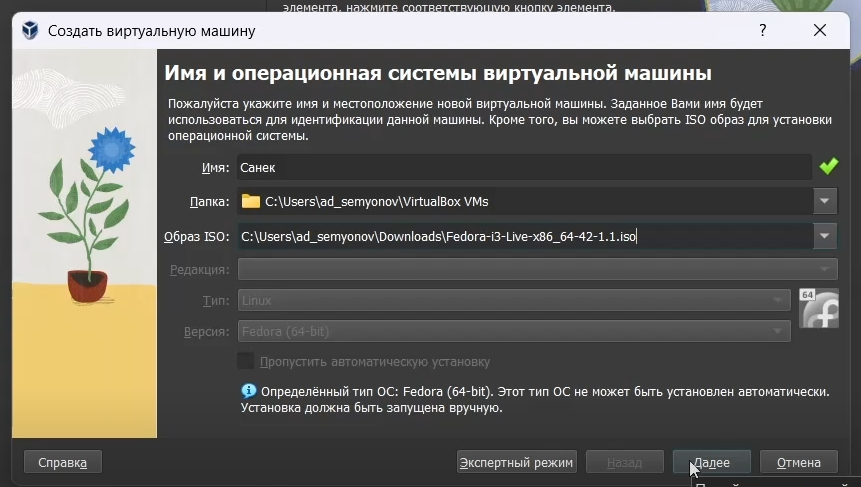 элемента, нажмите соответствующую кнопку элемента.
Создать виртуальную машину
?
Имя и операционная системы виртуальной машины
Пожалуйста укажите имя и местоположение новой виртуальной машины. Заданное Вами имя будет
использоваться для идентификации данной машины. Кроме того, вы можете выбрать ISO образ для установки
операционной системы.
Имя: Санек
Папка: C:\Users\ad_semyonov\VirtualBox VMs
Образ ISO: C:\Users\ad_semyonov\Downloads\Fedora-i3-Live-x86_64-42-1.1.iso
Редакция:
Тип: Linux
64
Версия: Fedora (64-bit)
Пропустить автоматическую установку
Определённый тип ОС: Fedora (64-bit). Этот тип ОС не может быть установлен автоматически.
Установка должна быть запущена вручную.
Справка Экспертный режим Назад Далее Отмена